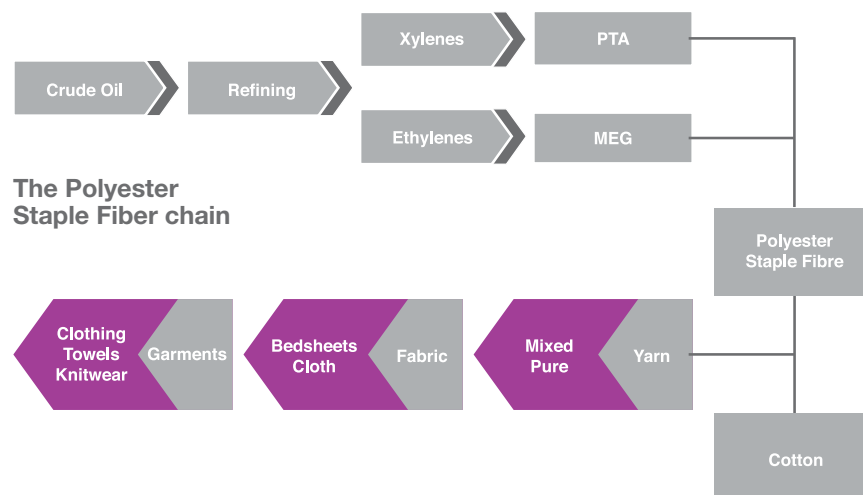 Xylenes
PTA
Crude Oil
Refining
Ethylenes
MEG
The Polyester
Staple Fiber chain
Polyester
Staple Fibre
Clothing
Towels
Knitwear
Garments
Bedsheets
Cloth
Fabric
Mixed
Pure
Yarn
Cotton